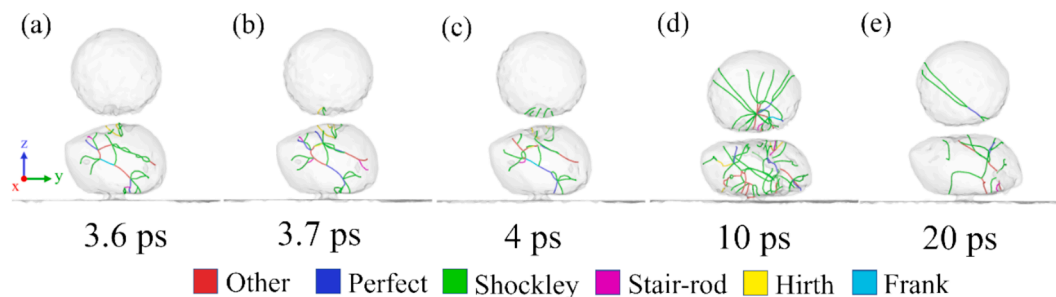 (a) (b) (c) (d) (e)
z
x y
3.6 ps 3.7 ps 4 ps 10 ps 20 ps
Other Perfect Shockley Stair-rod Hirth Frank